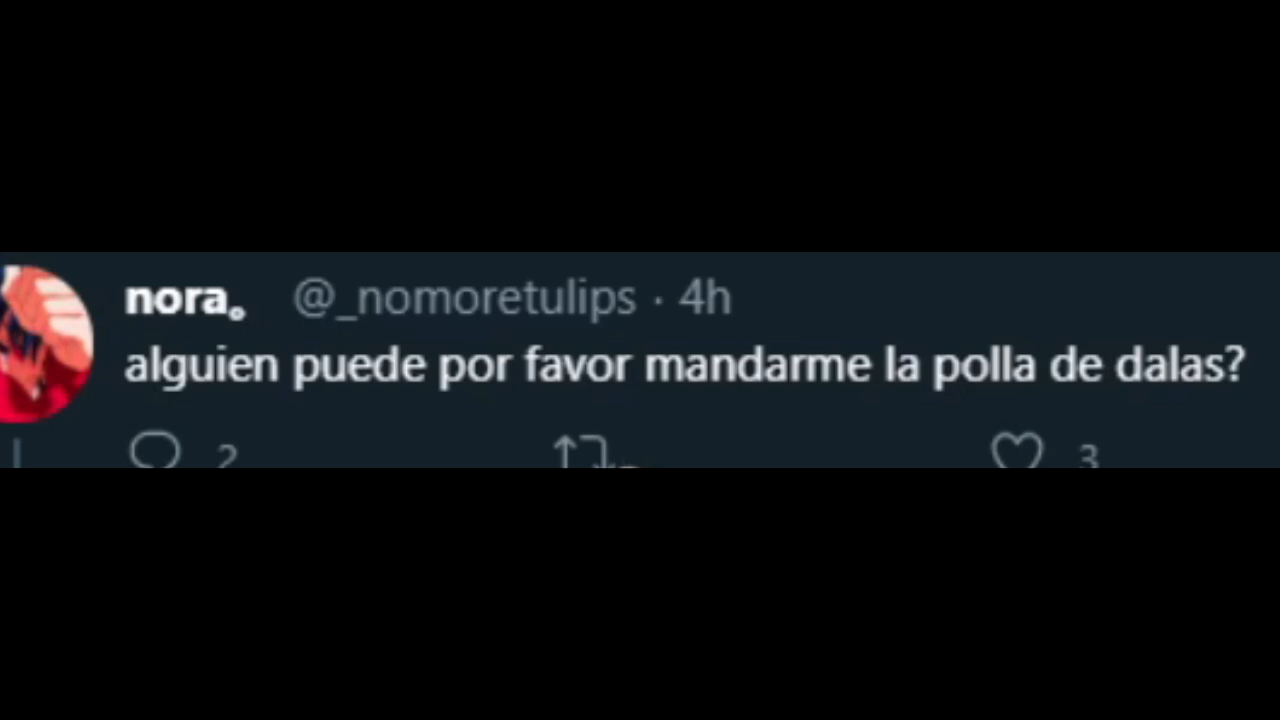 nora。 @_nomoretulips · 4h
alguien puede por favor mandarme la polla de dalas?
2 3